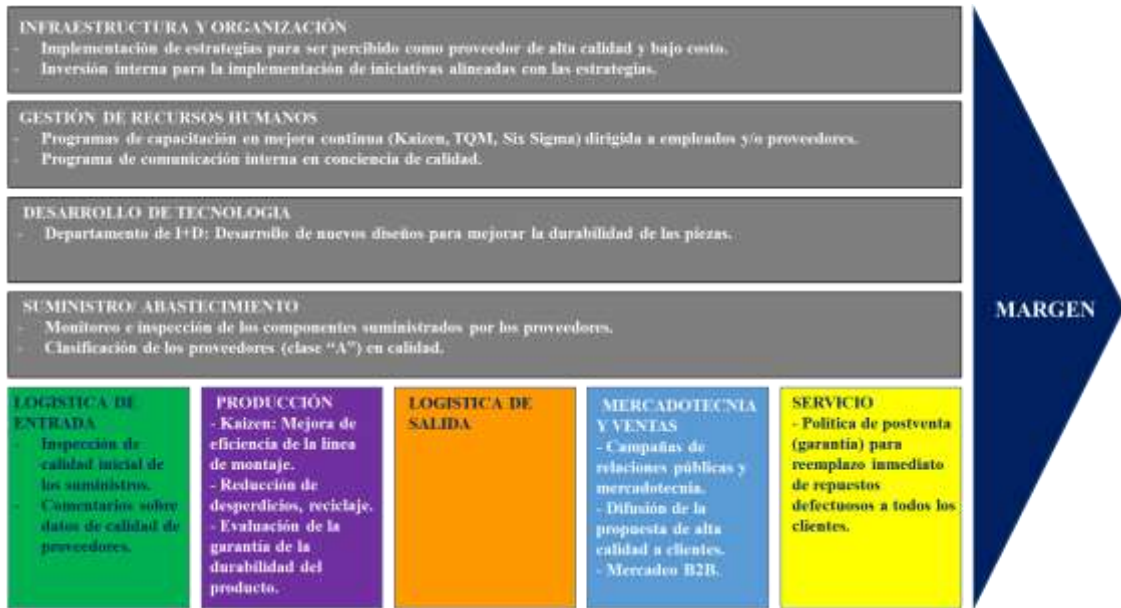 INFRAESTRUCTURA Y ORGANIZACIÓN
- Implementación de estrategias para ser percibido como proveedor de alta calidad y bajo costo.
- Inversión interna para la implementación de iniciativas alineadas con las estrategias.
GESTIÓN DE RECURSOS HUMANOS
- Programas de capacitación en mejora continua (Kaizen, TQM, Six Sigma) dirigida a empleados y/o proveedores.
- Programa de comunicación interna en conciencia de calidad.
DESARROLLO DE TECNOLOGIA
- Departamento de I+D: Desarrollo de nuevos diseños para mejorar la durabilidad de las piezas.
SUMINISTRO/ ABASTECIMIENTO
- Monitoreo e inspección de los componentes suministrados por los proveedores.
- Clasificación de los proveedores (clase “A”) en calidad.
MARGEN
LOGISTICA DE
ENTRADA
- Inspección de
calidad inicial de
los suministros.
- Comentarios sobre
datos de calidad de
proveedores.
PRODUCCIÓN
- Kaizen: Mejora de
eficiencia de la línea
de montaje.
- Reducción de
desperdicios, reciclaje.
- Evaluación de la
garantía de la
durabilidad del
producto.
LOGISTICA DE
SALIDA
MERCADOTECNIA
Y VENTAS
- Campañas de
relaciones públicas y
mercadotecnia.
- Difusión de la
propuesta de alta
calidad a clientes.
- Mercadeo B2B.
SERVICIO
- Política de postventa
(garantía) para
reemplazo inmediato
de repuestos
defectuosos a todos los
clientes.